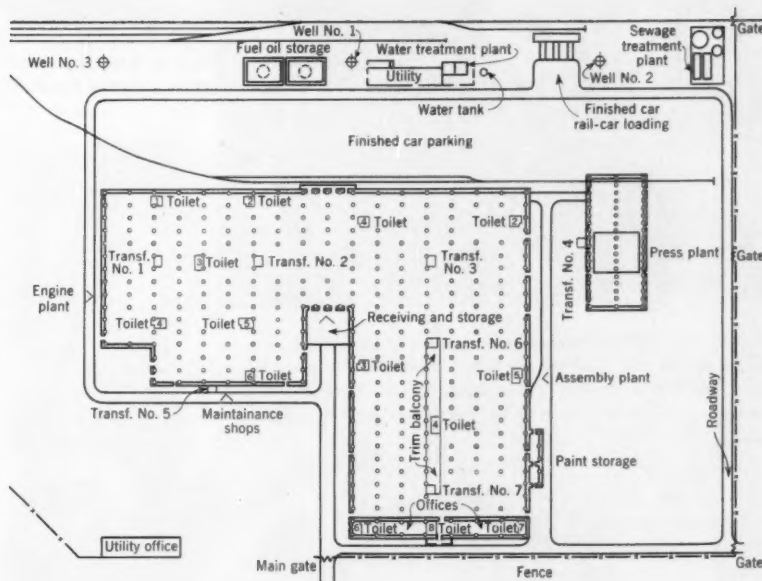 Well No. 1
Gate
Fuel oil storage
Water treatment plant
Sewage
treatment
plant
Well No. 3
Utility
Well No. 2
Water tank
Finished car
rail-car loading
Finished car parking
1 Toilet
2 Toilet
4 Toilet
Toilet 2
Transf.
No. 1
3 Toilet
Transf. No. 2
Transf.
No. 3
Transf. No. 4
Press plant
Gate
Engine
plant
Toilet 4
Toilet 5
Receiving and storage
Transf. No. 6
3 Toilet
6 Toilet
Toilet 5
Assembly plant
Transf. No. 5
Maintainance
shops
Trim balcony
4
Toilet
Roadway
Paint storage
Transf. No. 7
Offices
6 Toilet
8 Toilet
Toilet 7
Utility office
Main gate
Fence
Gate